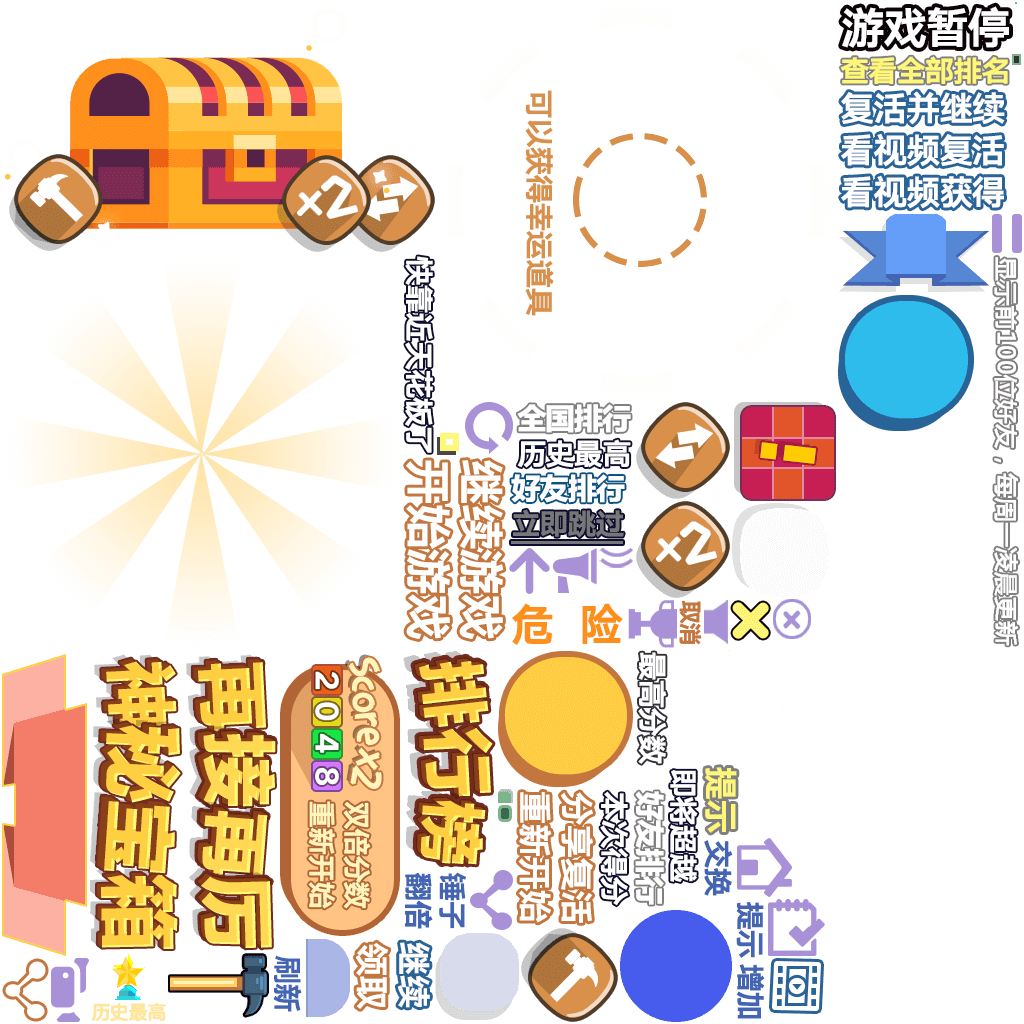 游戏暂停
查看全部排名
复活并继续
看视频复活
看视频获得
可以获得幸运道具
快靠近天花板了
显示前100位好友，每周一凌晨更新
×2
全国排行
历史最高
好友排行
立即跳过
继续游戏
开始游戏
×2
危 险
取消
神秘宝箱
再接再厉
Score×2
2048
双倍分数
重新开始
排行榜
最高分数
提示
即将超越
好友排行
本次得分
分享复活
重新开始
交换
锤子
翻倍
提示
增加
刷新
领取
继续
历史最高